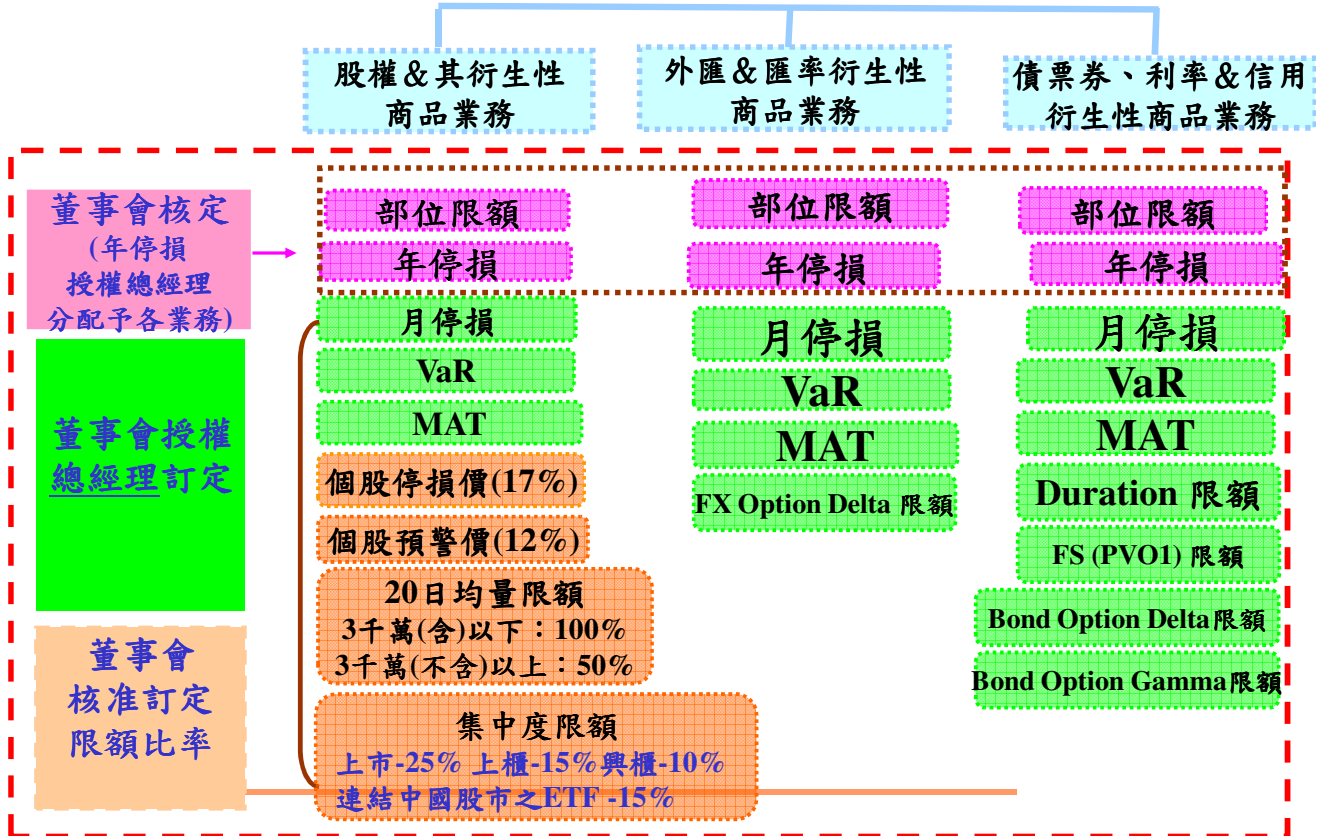 股權＆其衍生性
商品業務
外匯＆匯率衍生性
商品業務
債票券、利率＆信用
衍生性商品業務
董事會核定
(年停損
授權總經理
分配予各業務)
董事會授權
總經理訂定
董事會
核准訂定
限額比率
部位限額
年停損
月停損
VaR
MAT
個股停損價(17%)
個股預警價(12%)
20日均量限額
3千萬(含)以下：100%
3千萬(不含)以上：50%
集中度限額
上市-25% 上櫃-15%興櫃-10%
連結中國股市之ETF -15%
部位限額
年停損
月停損
VaR
MAT
FX Option Delta 限額
部位限額
年停損
月停損
VaR
MAT
Duration 限額
FS (PVO1) 限額
Bond Option Delta限額
Bond Option Gamma限額